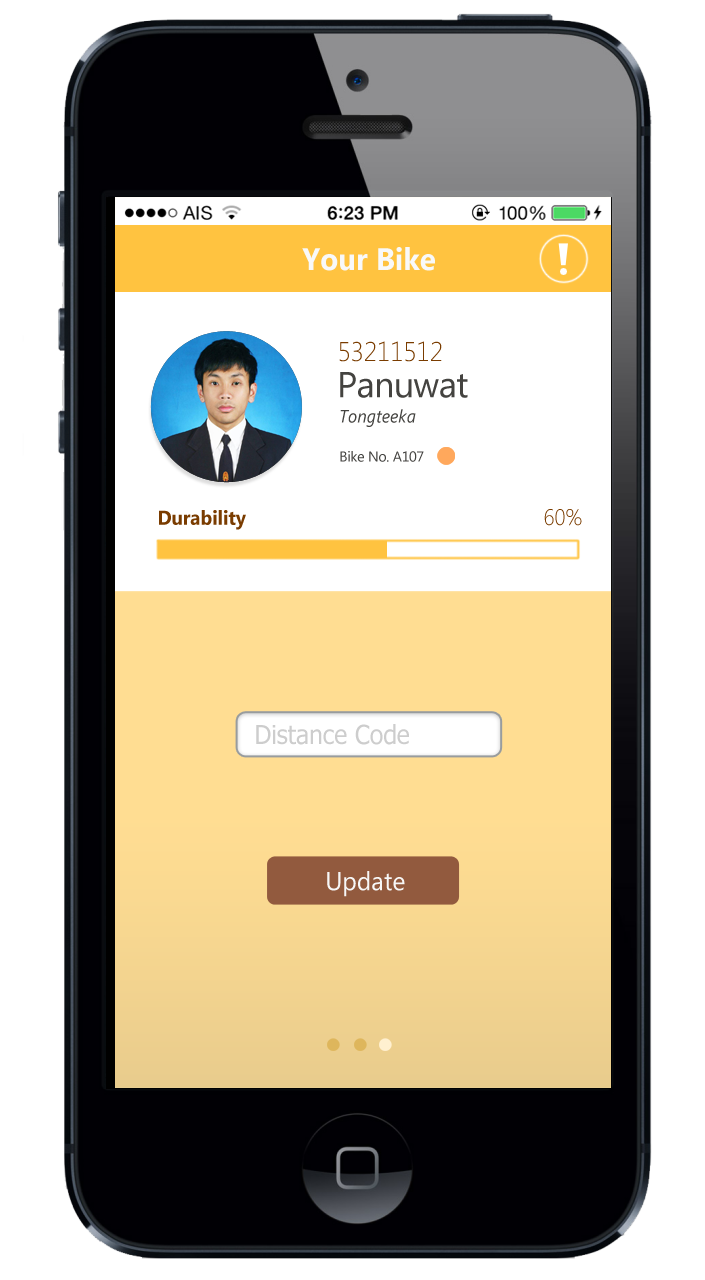 AIS 6:23 PM 100%
Your Bike !
53211512
Panuwat
Tongteeka
Bike No. A107
Durability 60%
Distance Code
Update